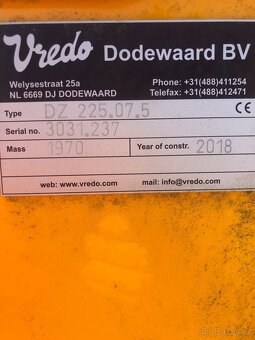 Vredo Dodewaard BV
Welysestraat 25a Phone:+31(488)411254
NL 6669 DJ DODEWAARD Telefax: +31(488)412471
Type DZ 225.07.5 CE
Serial no. 3031.237
Mass 1970 Year of constr. 2018
web: www.vredo.com mail: info@vredo.com